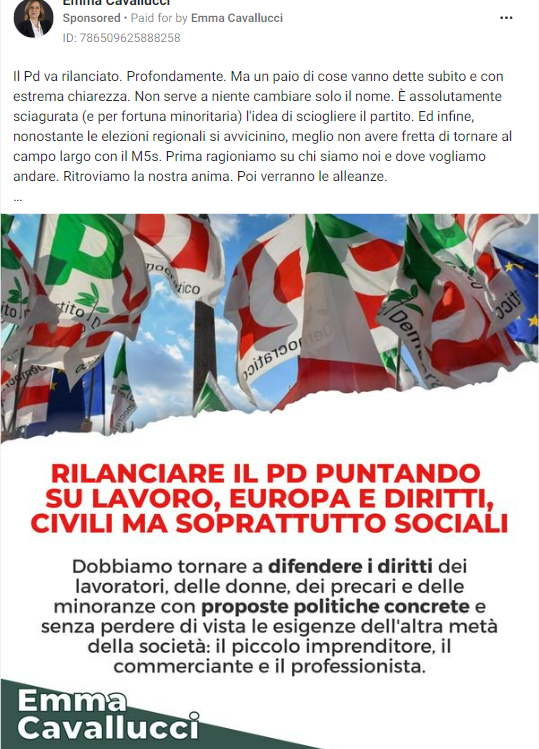 Emma Cavallucci
Sponsored • Paid for by Emma Cavallucci
ID: 786509625888258
Il Pd va rilanciato. Profondamente. Ma un paio di cose vanno dette subito e con
estrema chiarezza. Non serve a niente cambiare solo il nome. È assolutamente
sciagurata (e per fortuna minoritaria) l'idea di sciogliere il partito. Ed infine,
nonostante le elezioni regionali si avvicinino, meglio non avere fretta di tornare al
campo largo con il M5s. Prima ragioniamo su chi siamo noi e dove vogliamo
andare. Ritroviamo la nostra anima. Poi verranno le alleanze.
...
RILANCIARE IL PD PUNTANDO
SU LAVORO, EUROPA E DIRITTI,
CIVILI MA SOPRATTUTTO SOCIALI
Dobbiamo tornare a difendere i diritti dei
lavoratori, delle donne, dei precari e delle
minoranze con proposte politiche concrete e
senza perdere di vista le esigenze dell'altra metà
della società: il piccolo imprenditore, il
commerciante e il professionista.
Emma
Cavallucci